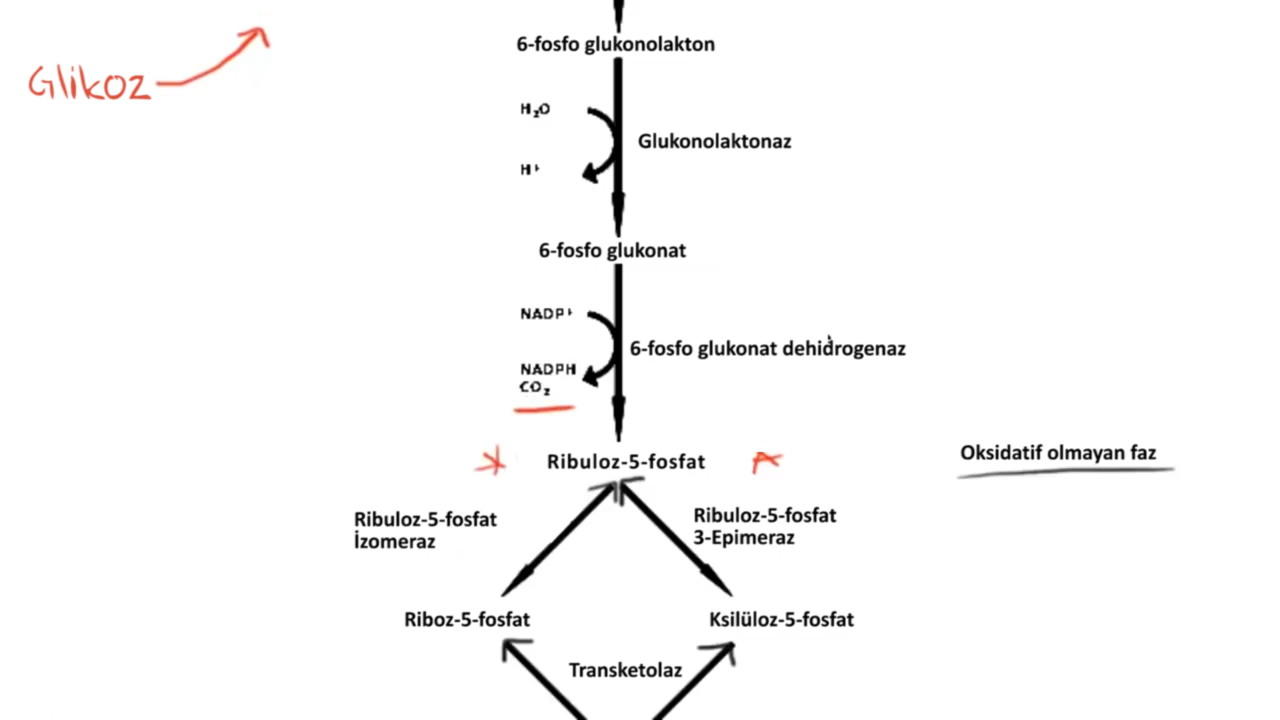 6-fosfo glukonolakton
Glikoz
H₂O
Glukonolaktonaz
H⁺
6-fosfo glukonat
NADP⁺
6-fosfo glukonat dehidrogenaz
NADPH
CO₂
Ribuloz-5-fosfat
Oksidatif olmayan faz
Ribuloz-5-fosfat
İzomeraz
Ribuloz-5-fosfat
3-Epimeraz
Riboz-5-fosfat
Ksilüloz-5-fosfat
Transketolaz